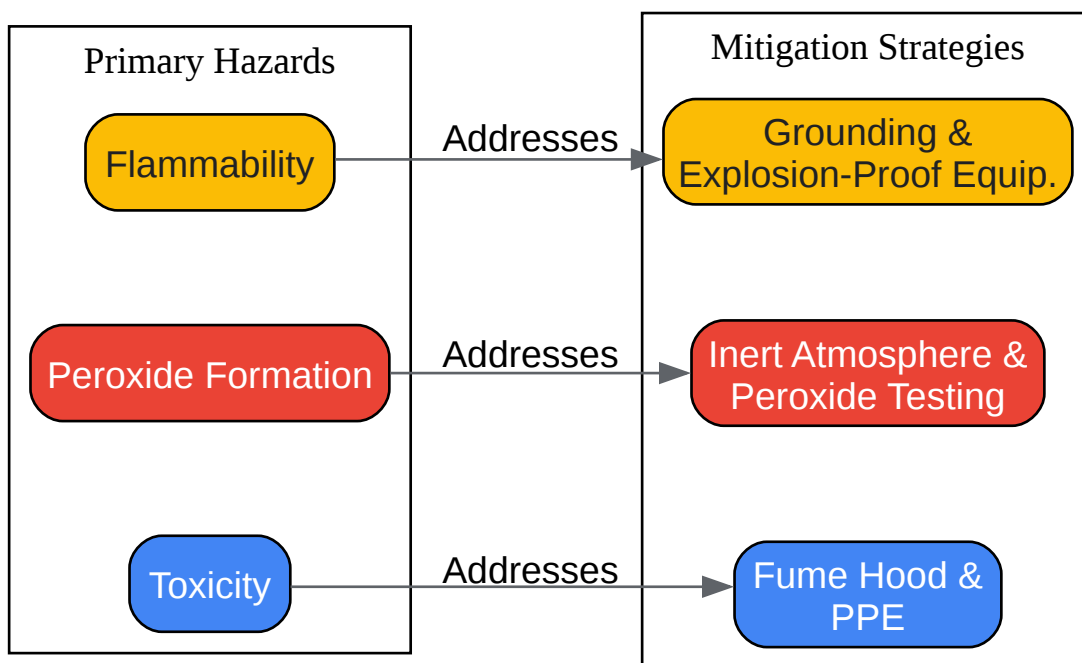 Primary Hazards
Mitigation Strategies
Flammability
Addresses
Grounding &
Explosion-Proof Equip.
Peroxide Formation
Addresses
Inert Atmosphere &
Peroxide Testing
Toxicity
Addresses
Fume Hood &
PPE